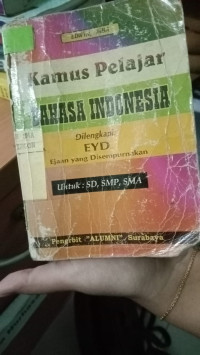 Kamus Pelajar
BAHASA INDONESIA
Dilengkapi:
EYD
Ejaan yang Disempurnakan
Untuk : SD, SMP, SMA
Penerbit "ALUMNI" Surabaya